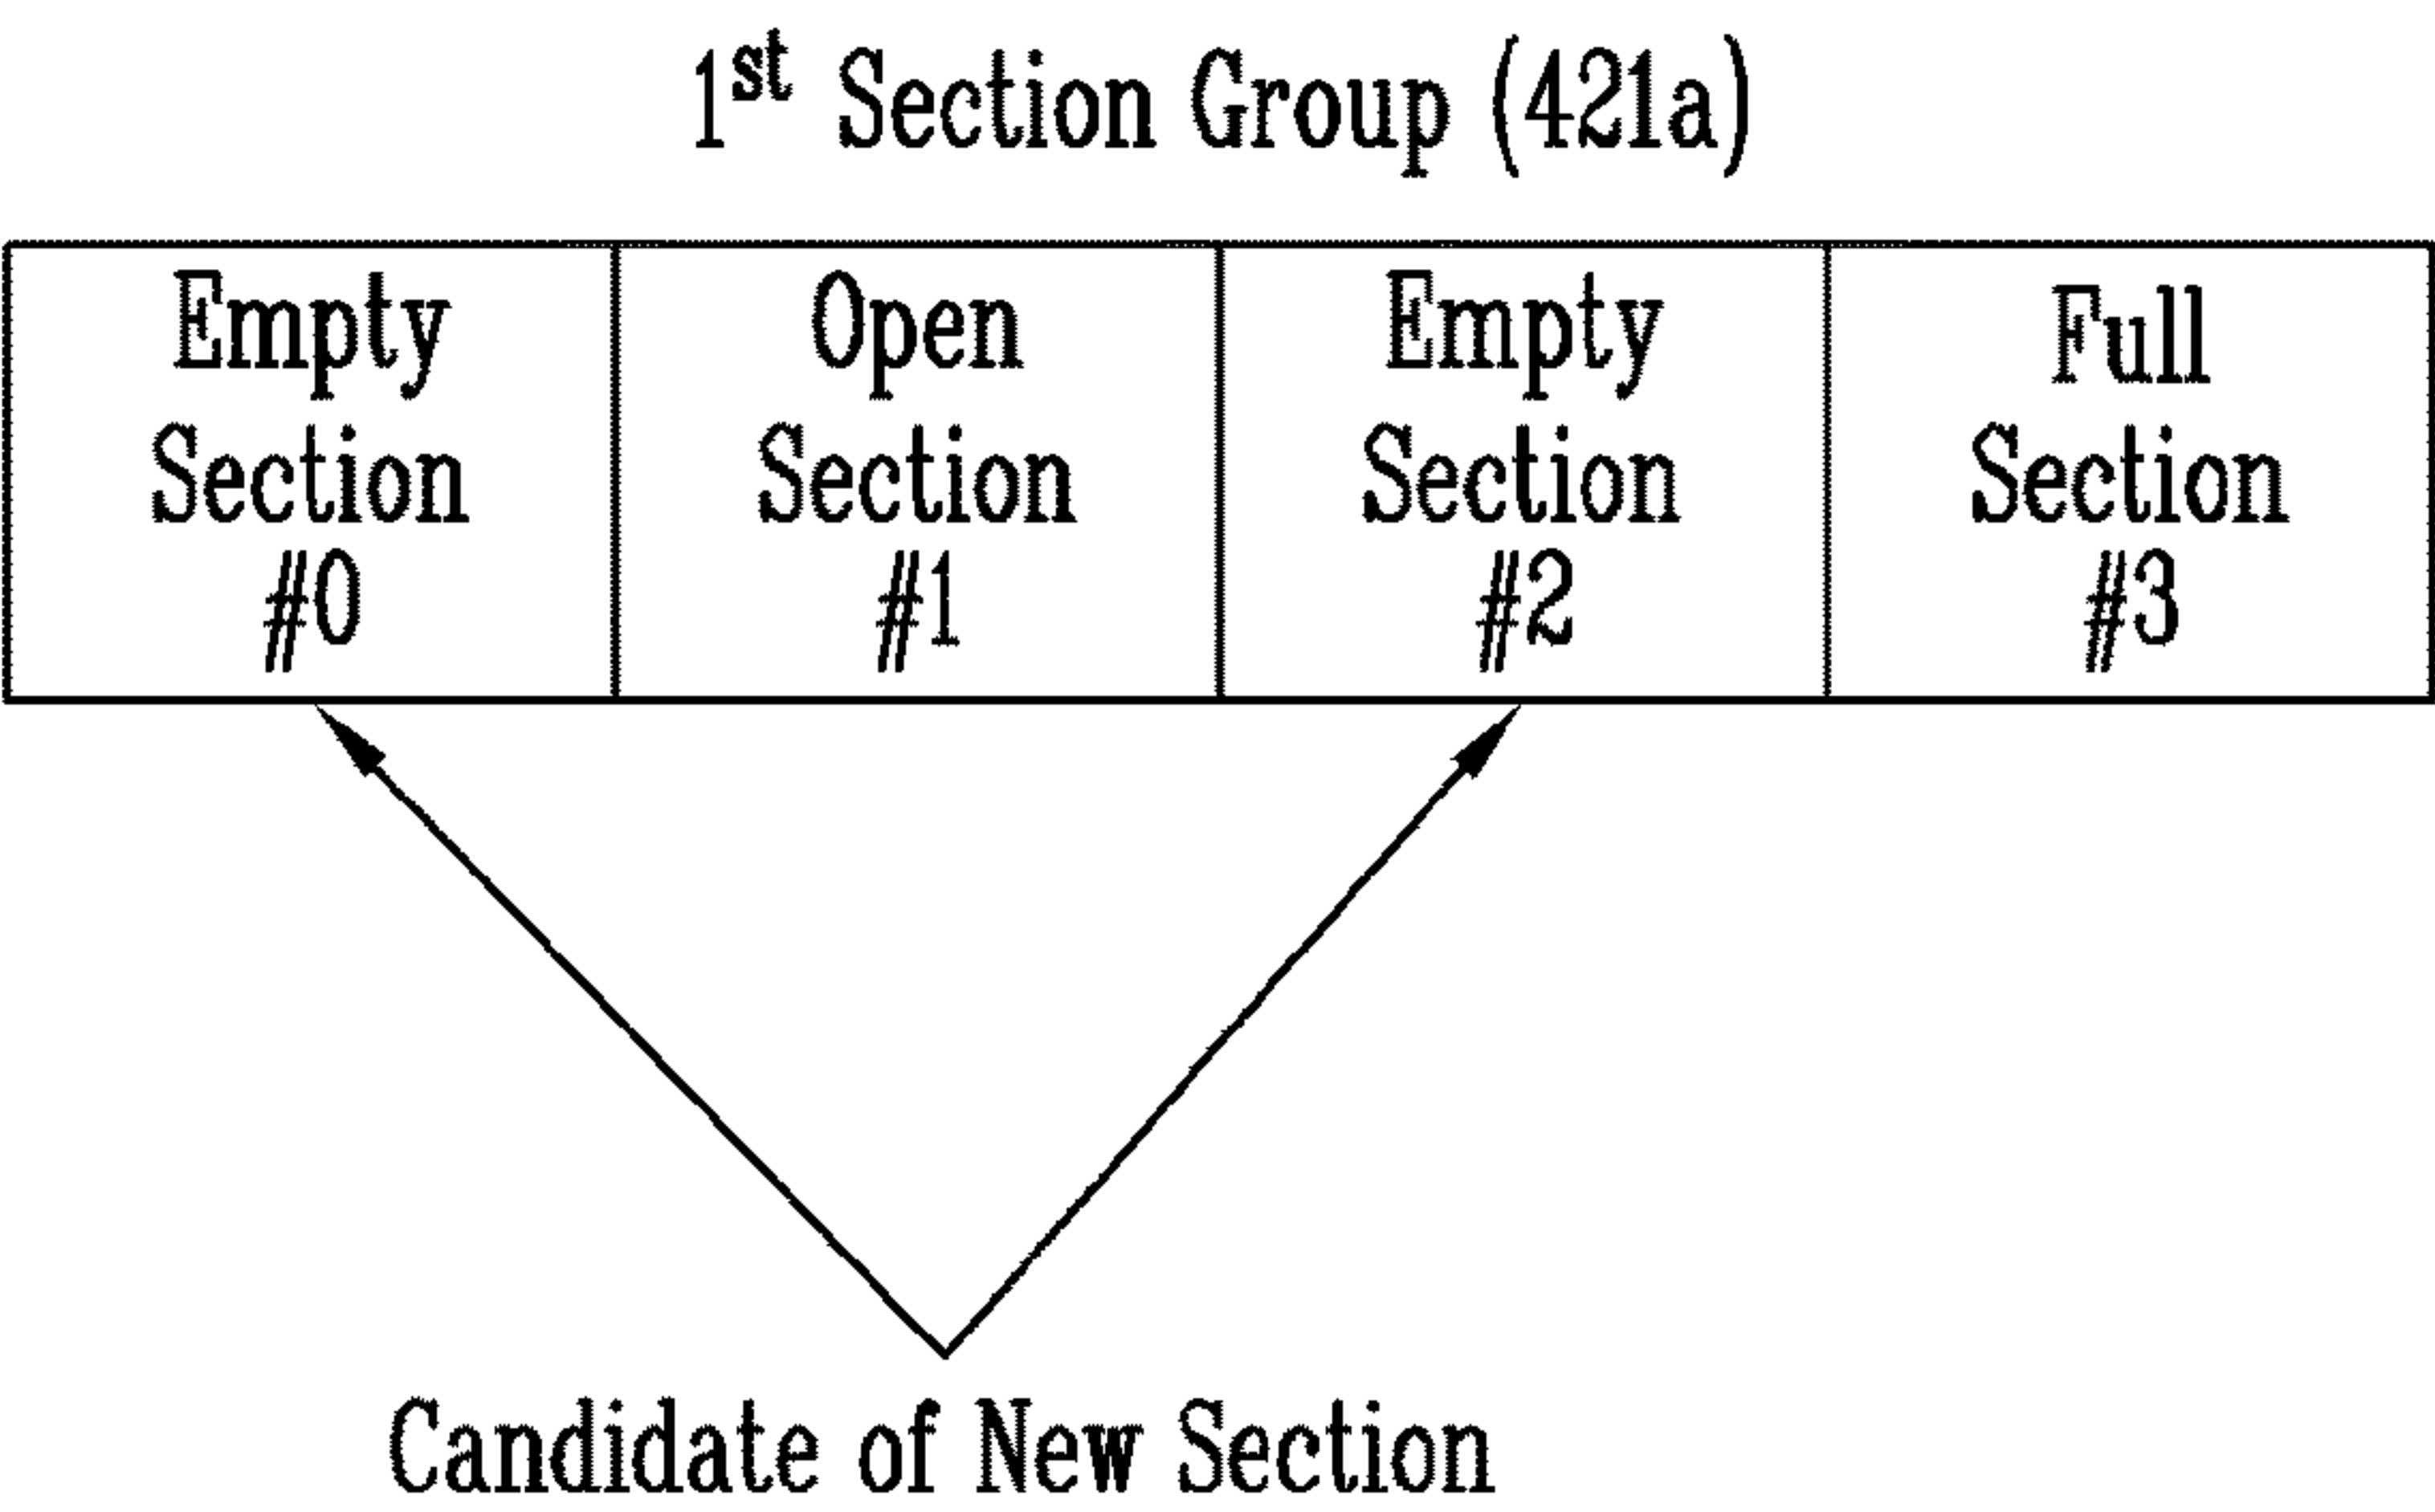 1st Section Group (421a)
Empty
Section
#0
Open
Section
#1
Empty
Section
#2
Full
Section
#3
Candidate of New Section